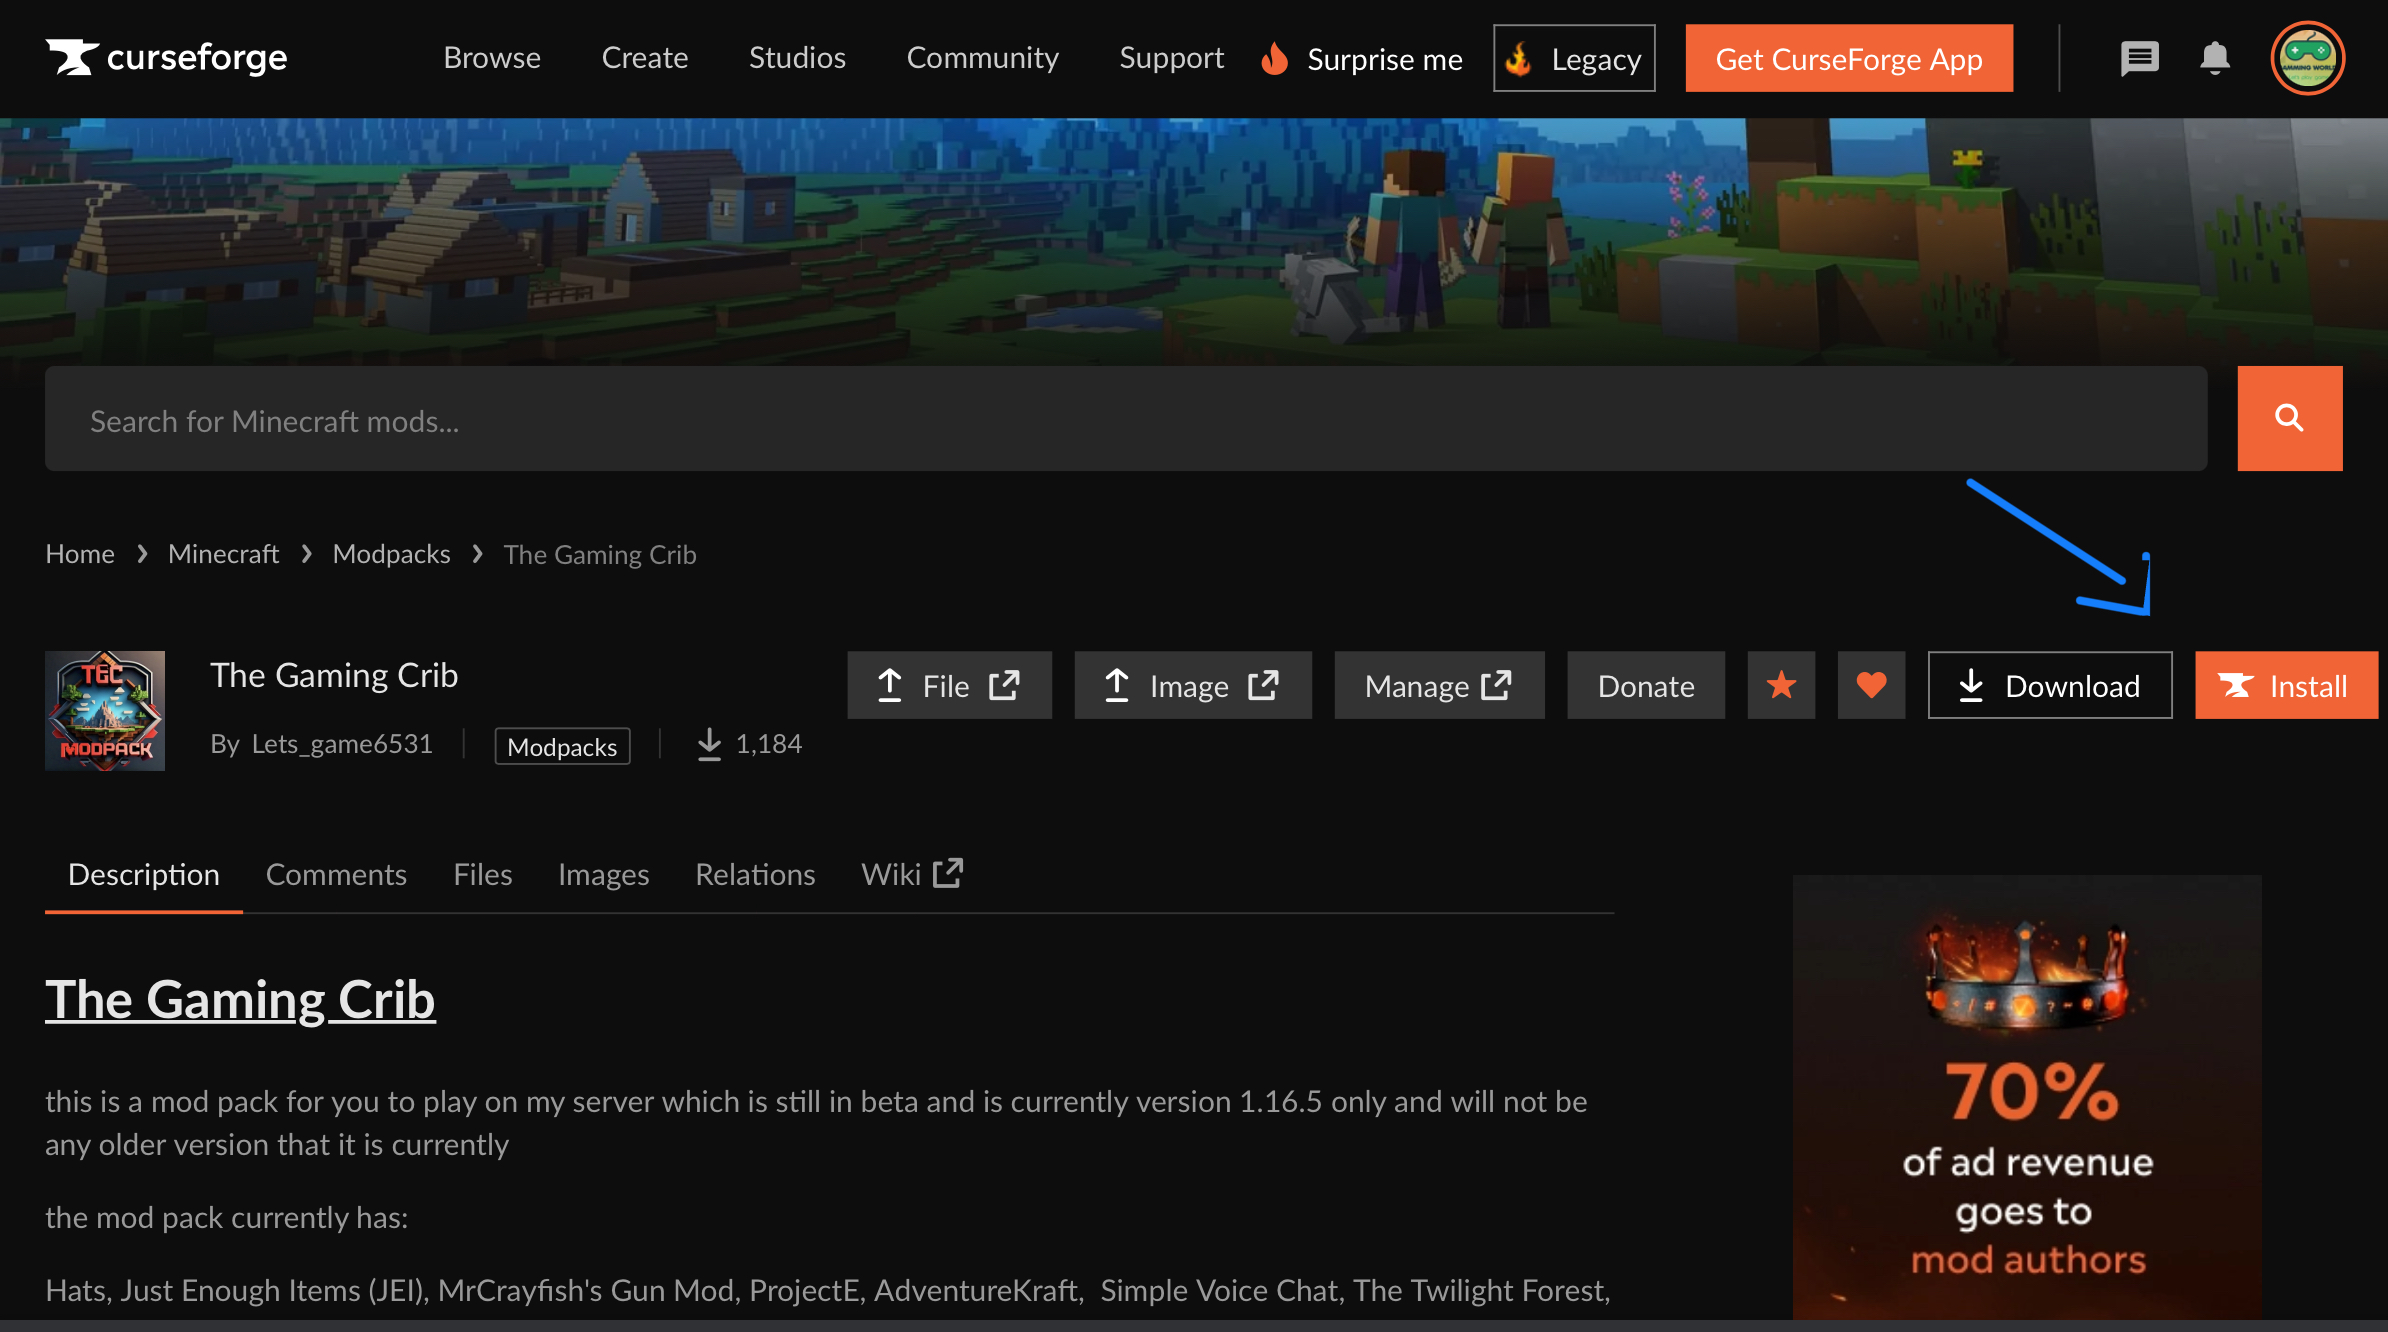 curseforge Browse Create Studios Community Support Surprise me Legacy Get CurseForge App
Search for Minecraft mods...
Home Minecraft Modpacks The Gaming Crib
TGC
MODPACK
The Gaming Crib
By Lets_game6531 Modpacks 1,184
File Image Manage Donate Download Install
Description Comments Files Images Relations Wiki
The Gaming Crib
this is a mod pack for you to play on my server which is still in beta and is currently version 1.16.5 only and will not be
any older version that it is currently
the mod pack currently has:
Hats, Just Enough Items (JEI), MrCrayfish's Gun Mod, ProjectE, AdventureKraft,  Simple Voice Chat, The Twilight Forest,
70%
of ad revenue
goes to
mod authors